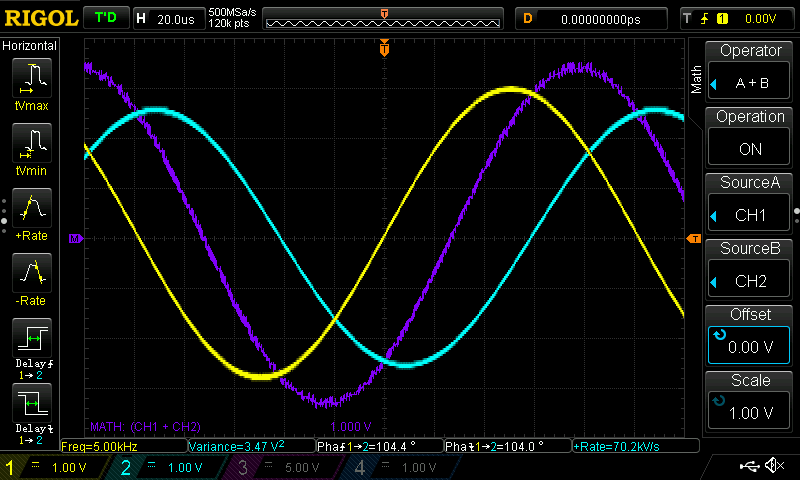 RIGOL T'D H 20.0us 500MSa/s 120k pts T D 0.00000000ps T 1 0.00V
Horizontal
tVmax
tVmin
+Rate
-Rate
Delay
1→2
Delay
1→2
T
M
T
MATH: (CH1 + CH2) 1.000 V
Math
Operator
A + B
Operation
ON
SourceA
CH1
SourceB
CH2
Offset
0.00 V
Scale
1.00 V
Freq=5.00kHz Variance=3.47 V² Pha 1→2=104.4 ° Pha 1→2=104.0 ° +Rate=70.2kV/s
1 = 1.00 V 2 = 1.00 V 3 = 5.00 V 4 = 1.00 V